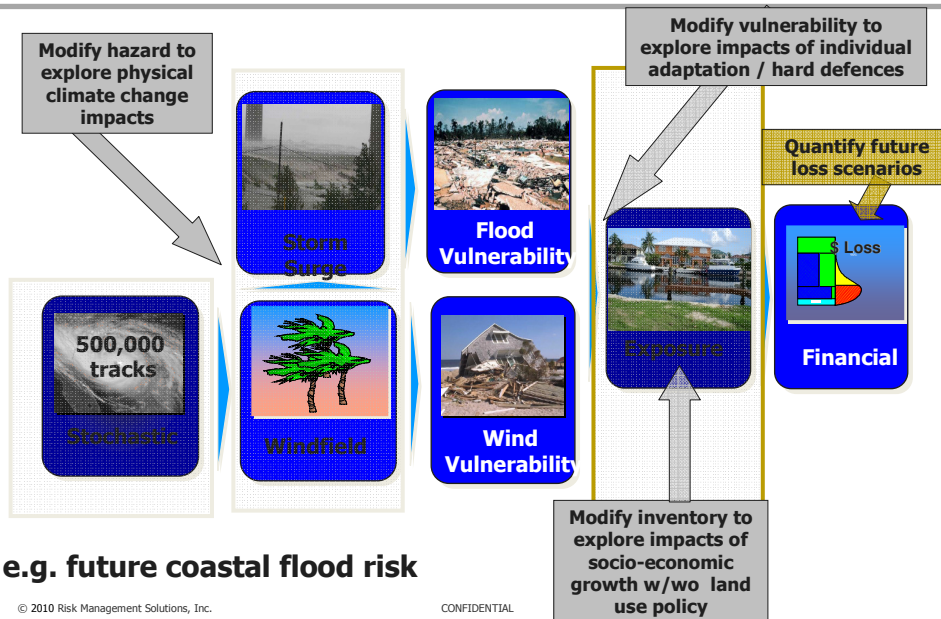 Modify hazard to
explore physical
climate change
impacts
Modify vulnerability to
explore impacts of individual
adaptation / hard defences
Quantify future
loss scenarios
Storm
Surge
Flood
Vulnerability
500,000
tracks
Stochastic
Windfield
Wind
Vulnerability
Exposure
$ Loss
Financial
Modify inventory to
explore impacts of
socio-economic
growth w/wo land
use policy
e.g. future coastal flood risk
© 2010 Risk Management Solutions, Inc.
CONFIDENTIAL